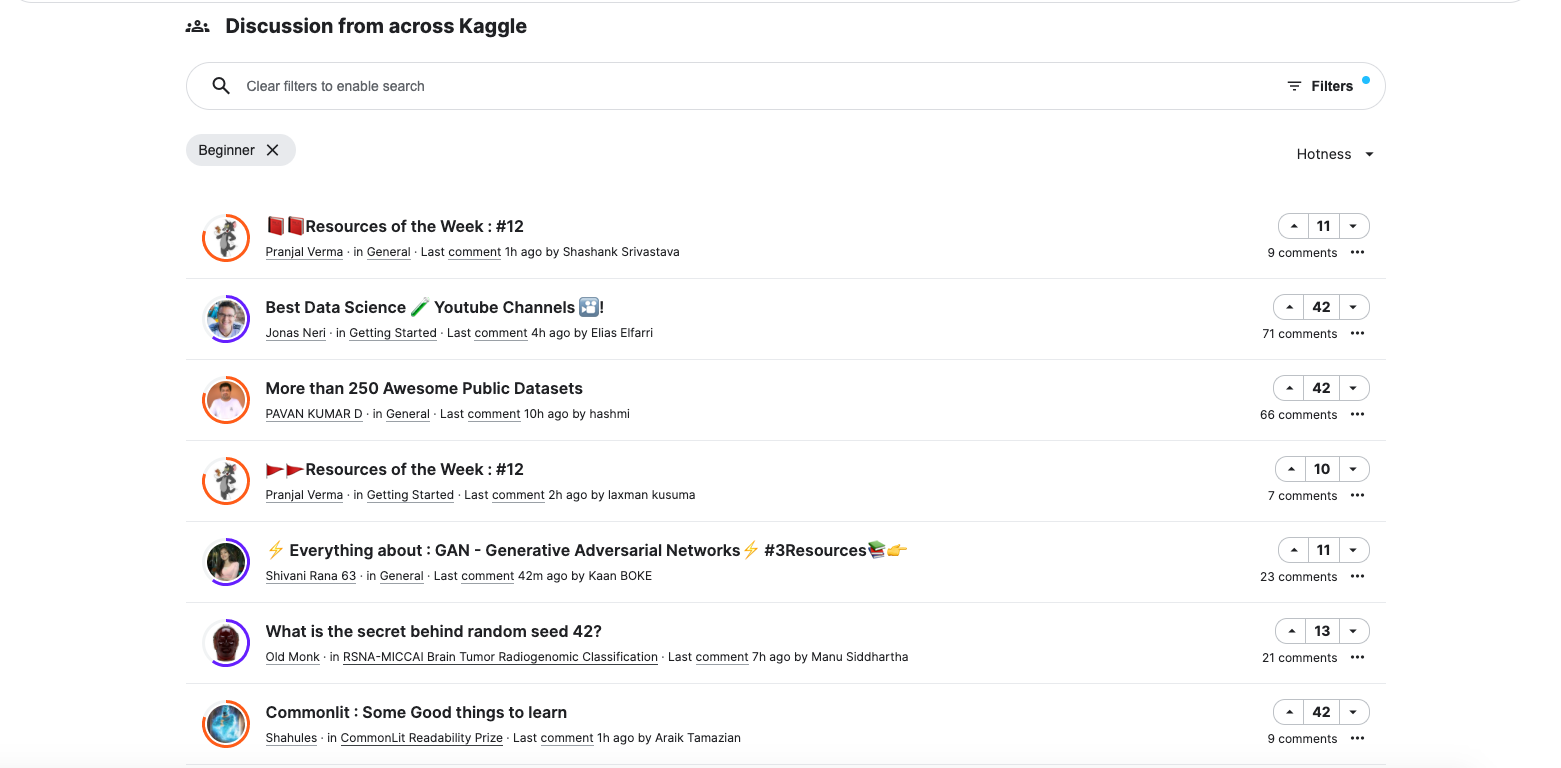 Discussion from across Kaggle
Clear filters to enable search
Filters
Beginner
Hotness
📕📕Resources of the Week : #12
11
Pranjal Verma · in General · Last comment 1h ago by Shashank Srivastava
9 comments
Best Data Science 🧪 Youtube Channels 🎦!
42
Jonas Neri · in Getting Started · Last comment 4h ago by Elias Elfarri
71 comments
More than 250 Awesome Public Datasets
42
PAVAN KUMAR D · in General · Last comment 10h ago by hashmi
66 comments
🚩🚩Resources of the Week : #12
10
Pranjal Verma · in Getting Started · Last comment 2h ago by laxman kusuma
7 comments
⚡ Everything about : GAN - Generative Adversarial Networks⚡ #3Resources📚👉
11
Shivani Rana 63 · in General · Last comment 42m ago by Kaan BOKE
23 comments
What is the secret behind random seed 42?
13
Old Monk · in RSNA-MICCAI Brain Tumor Radiogenomic Classification · Last comment 7h ago by Manu Siddhartha
21 comments
Commonlit : Some Good things to learn
42
Shahules · in CommonLit Readability Prize · Last comment 1h ago by Araik Tamazian
9 comments